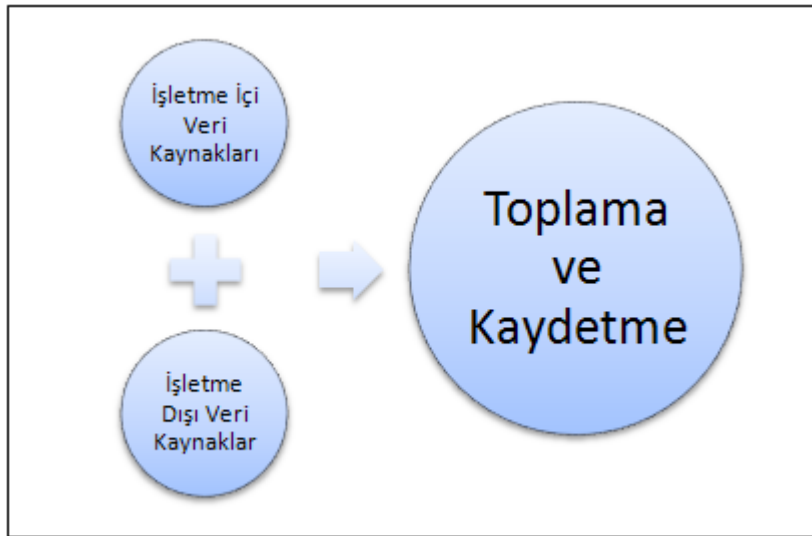 İşletme İçi
Veri
Kaynakları
İşletme
Dışı Veri
Kaynaklar
Toplama
ve
Kaydetme